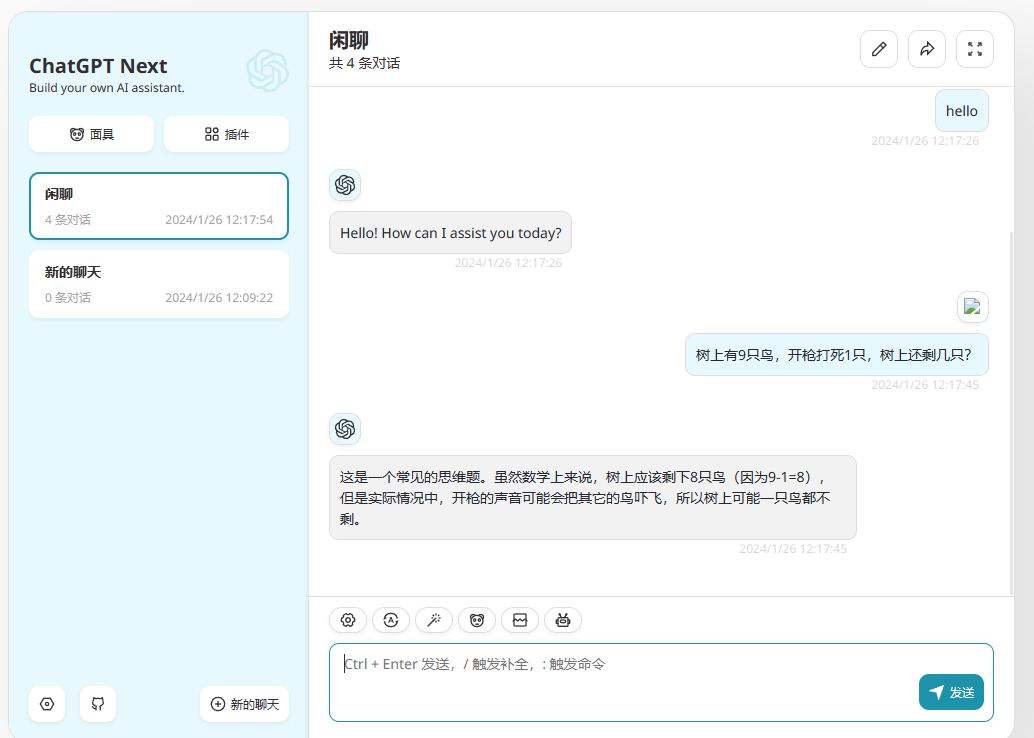 ChatGPT Next
Build your own AI assistant.
面具
插件
闲聊
4 条对话
2024/1/26 12:17:54
新的聊天
0 条对话
2024/1/26 12:09:22
新的聊天
闲聊
共 4 条对话
hello
2024/1/26 12:17:26
Hello! How can I assist you today?
2024/1/26 12:17:26
树上有9只鸟，开枪打死1只，树上还剩几只？
2024/1/26 12:17:45
这是一个常见的思维题。虽然数学上来说，树上应该剩下8只鸟（因为9-1=8），
但是实际情况中，开枪的声音可能会把其它的鸟吓飞，所以树上可能一只鸟都不
剩。
2024/1/26 12:17:45
Ctrl + Enter 发送，/ 触发补全，: 触发命令
发送